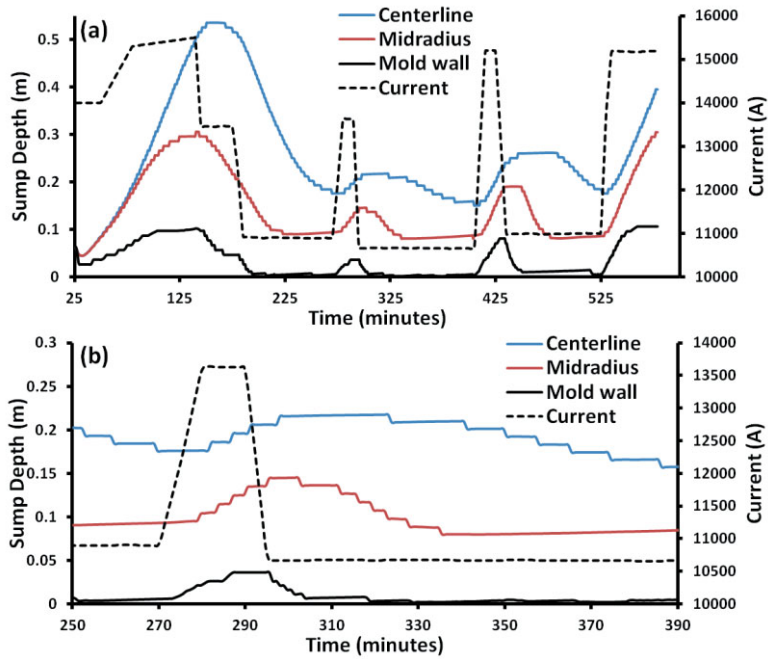 (a)
Centerline
Midradius
Mold wall
Current
Sump Depth (m)
0.5
0.4
0.3
0.2
0.1
0
Current (A)
16000
15000
14000
13000
12000
11000
10000
25 125 225 325 425 525
Time (minutes)
(b)
Centerline
Midradius
Mold wall
Current
Sump Depth (m)
0.3
0.25
0.2
0.15
0.1
0.05
0
Current (A)
14000
13500
13000
12500
12000
11500
11000
10500
10000
250 270 290 310 330 350 370 390
Time (minutes)